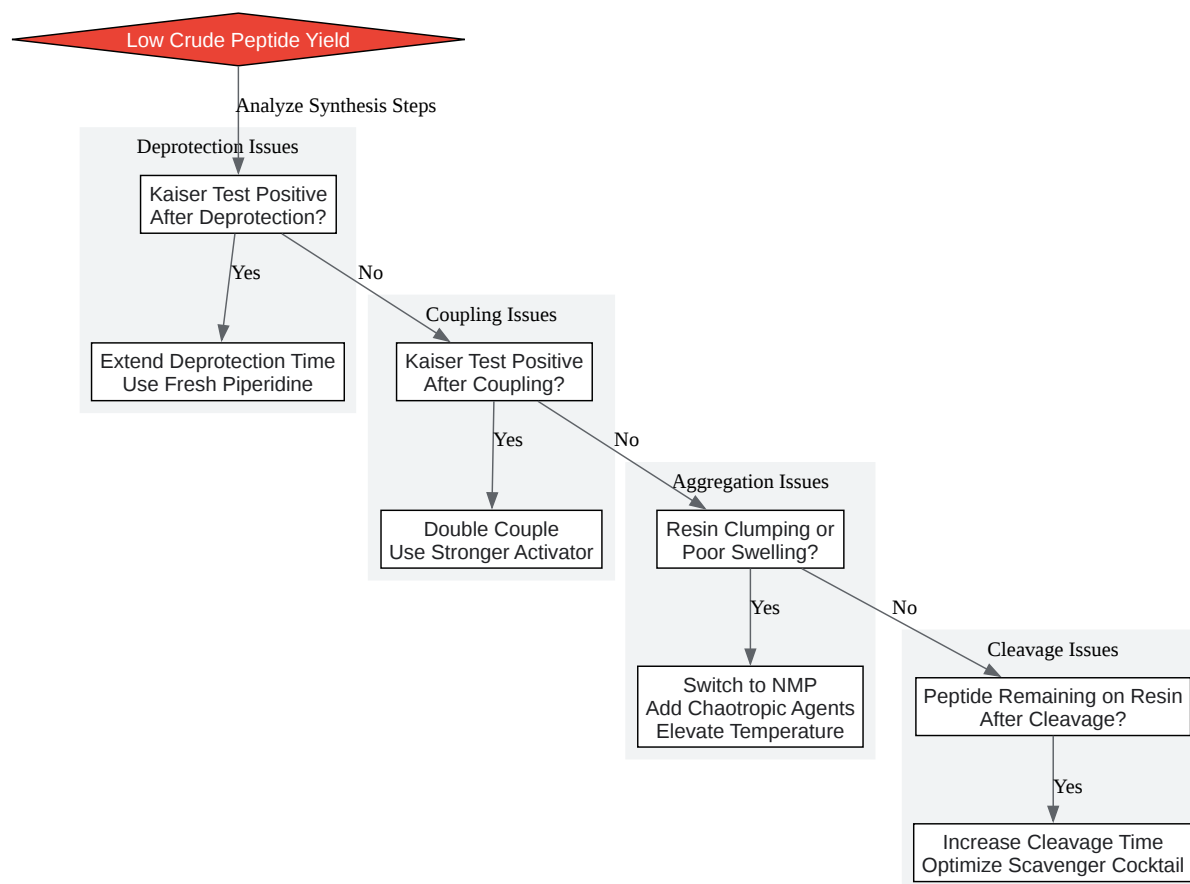 Low Crude Peptide Yield
Analyze Synthesis Steps
Deprotection Issues
Kaiser Test Positive
After Deprotection?
Yes
No
Extend Deprotection Time
Use Fresh Piperidine
Coupling Issues
Kaiser Test Positive
After Coupling?
Yes
No
Double Couple
Use Stronger Activator
Aggregation Issues
Resin Clumping or
Poor Swelling?
Yes
No
Switch to NMP
Add Chaotropic Agents
Elevate Temperature
Cleavage Issues
Peptide Remaining on Resin
After Cleavage?
Yes
Increase Cleavage Time
Optimize Scavenger Cocktail